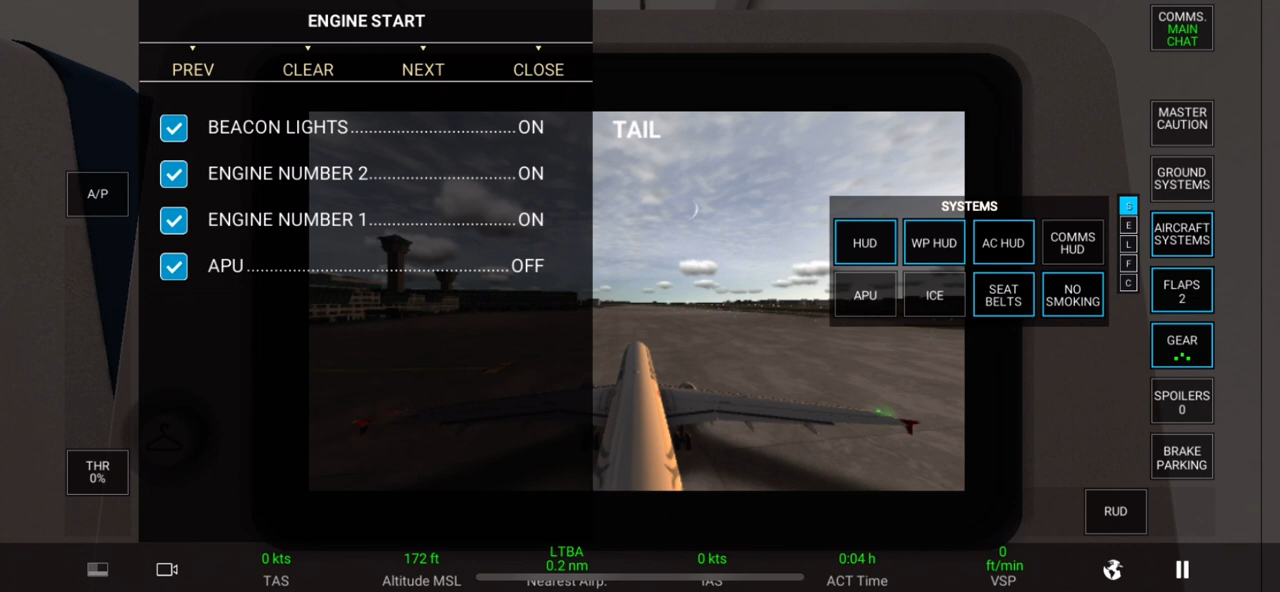 ENGINE START
PREV
CLEAR
NEXT
CLOSE
BEACON LIGHTS..............................ON
ENGINE NUMBER 2..........................ON
ENGINE NUMBER 1..........................ON
APU..............................................OFF
TAIL
A/P
THR
0%
SYSTEMS
HUD
WP HUD
AC HUD
COMMS
HUD
APU
ICE
SEAT
BELTS
NO
SMOKING
S
E
L
F
C
COMMS.
MAIN
CHAT
MASTER
CAUTION
GROUND
SYSTEMS
AIRCRAFT
SYSTEMS
FLAPS
2
GEAR
SPOILERS
0
BRAKE
PARKING
RUD
0 kts
TAS
172 ft
Altitude MSL
LTBA
0.2 nm
Nearest Airp.
0 kts
IAS
0:04 h
ACT Time
0
ft/min
VSP